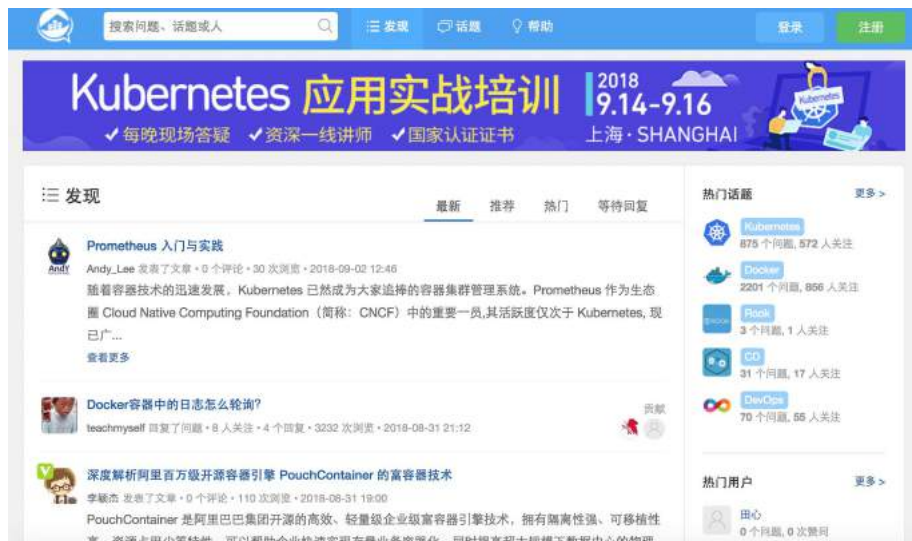 搜索问题、话题或人
发现
话题
帮助
登录
注册
Kubernetes 应用实战培训
2018
9.14-9.16
✓每晚现场答疑 ✓资深一线讲师 ✓国家认证证书
上海·SHANGHAI
Kubernetes
发现
最新 推荐 热门 等待回复
Prometheus 入门与实践
Andy_Lee 发表了文章 • 0 个评论 • 30 次浏览 • 2018-09-02 12:46
随着容器技术的迅速发展，Kubernetes 已然成为大家追捧的容器集群管理系统。Prometheus 作为生态
圈 Cloud Native Computing Foundation（简称：CNCF）中的重要一员,其活跃度仅次于 Kubernetes, 现
已广...
查看更多
Andy
Docker容器中的日志怎么轮询?
贡献
teachmyself 回复了问题 • 8 人关注 • 4 个回复 • 3232 次浏览 • 2018-08-31 21:12
深度解析阿里百万级开源容器引擎 PouchContainer 的富容器技术
李颖杰 发表了文章 • 0 个评论 • 110 次浏览 • 2018-08-31 19:00
PouchContainer 是阿里巴巴集团开源的高效、轻量级企业级富容器引擎技术，拥有隔离性强、可移植性
热门话题
更多 >
Kubernetes
875 个问题, 572 人关注
Docker
2201 个问题, 856 人关注
Rook
3 个问题, 1 人关注
CD
31 个问题, 17 人关注
DevOps
70 个问题, 55 人关注
热门用户
更多 >
田心
0 个问题, 0 次赞同